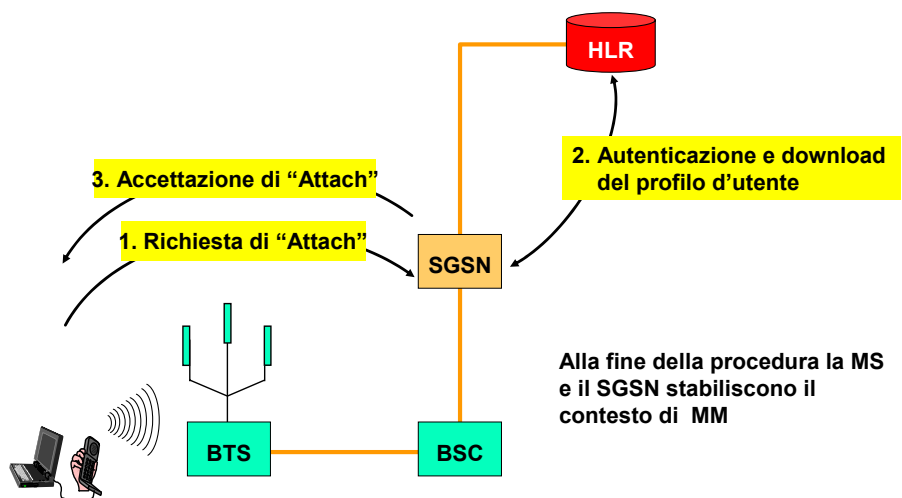 HLR
2. Autenticazione e download
del profilo d’utente
3. Accettazione di “Attach”
1. Richiesta di “Attach”
SGSN
Alla fine della procedura la MS
e il SGSN stabiliscono il
contesto di MM
BTS
BSC